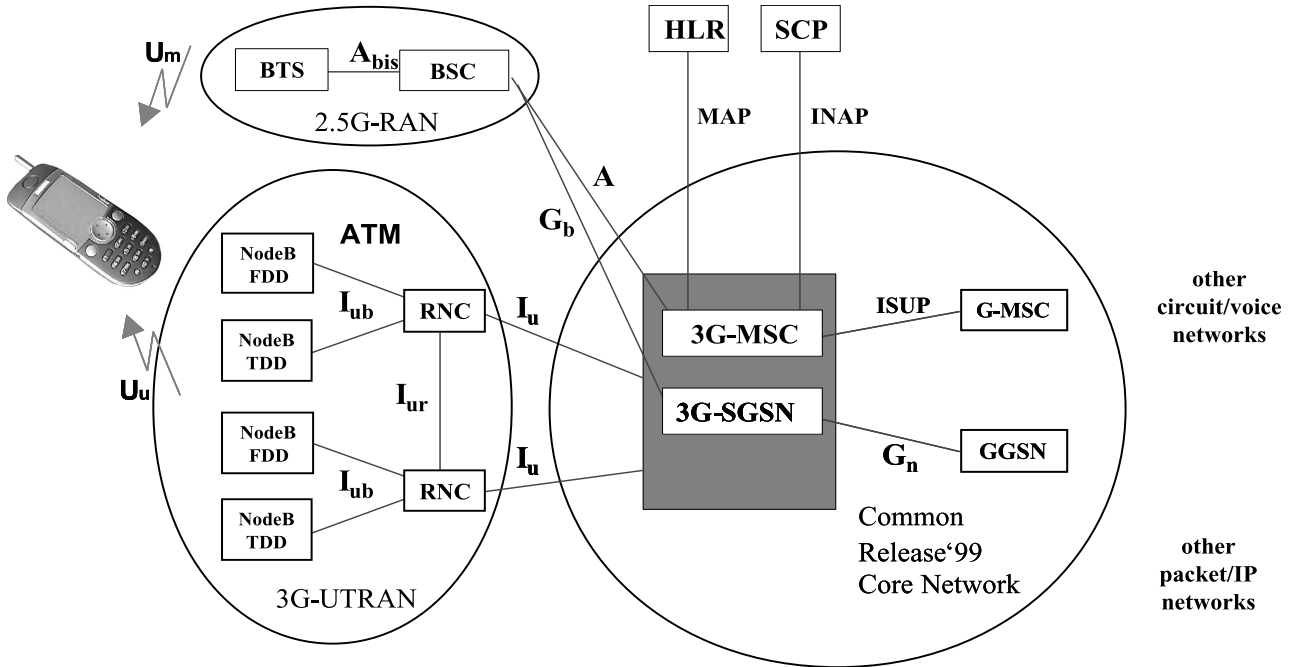 HLR
SCP
Um
BTS
Abis
BSC
2.5G-RAN
MAP
INAP
A
Gb
ATM
NodeB
FDD
Iub
RNC
Iu
NodeB
TDD
Uu
Iur
NodeB
FDD
Iub
RNC
Iu
NodeB
TDD
3G-UTRAN
3G-MSC
ISUP
G-MSC
3G-SGSN
Gn
GGSN
Common
Release‘99
Core Network
other
circuit/voice
networks
other
packet/IP
networks